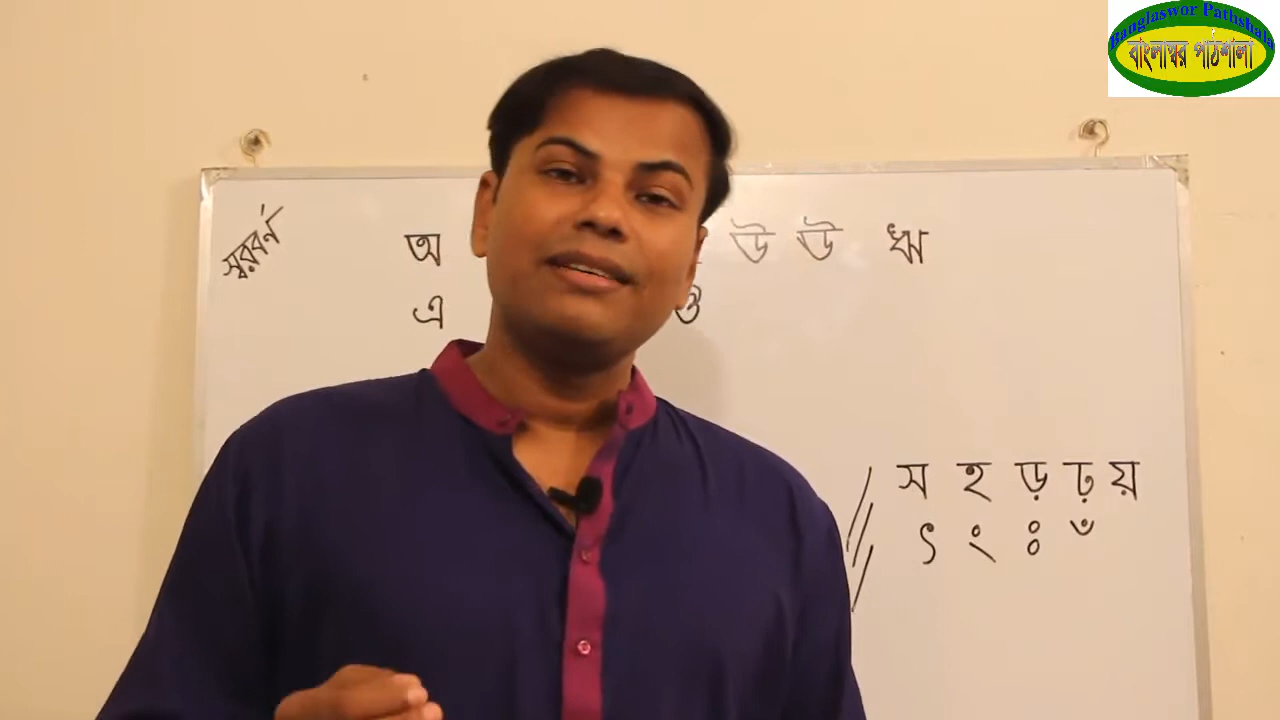 Banglaswor Pathshala
বাংলাস্বর পাঠশালা
স্বরবর্ণ
অ উ ঊ ঋ
এ ও
স হ ড় ঢ় য়
ৎ ং ঃ ঁ